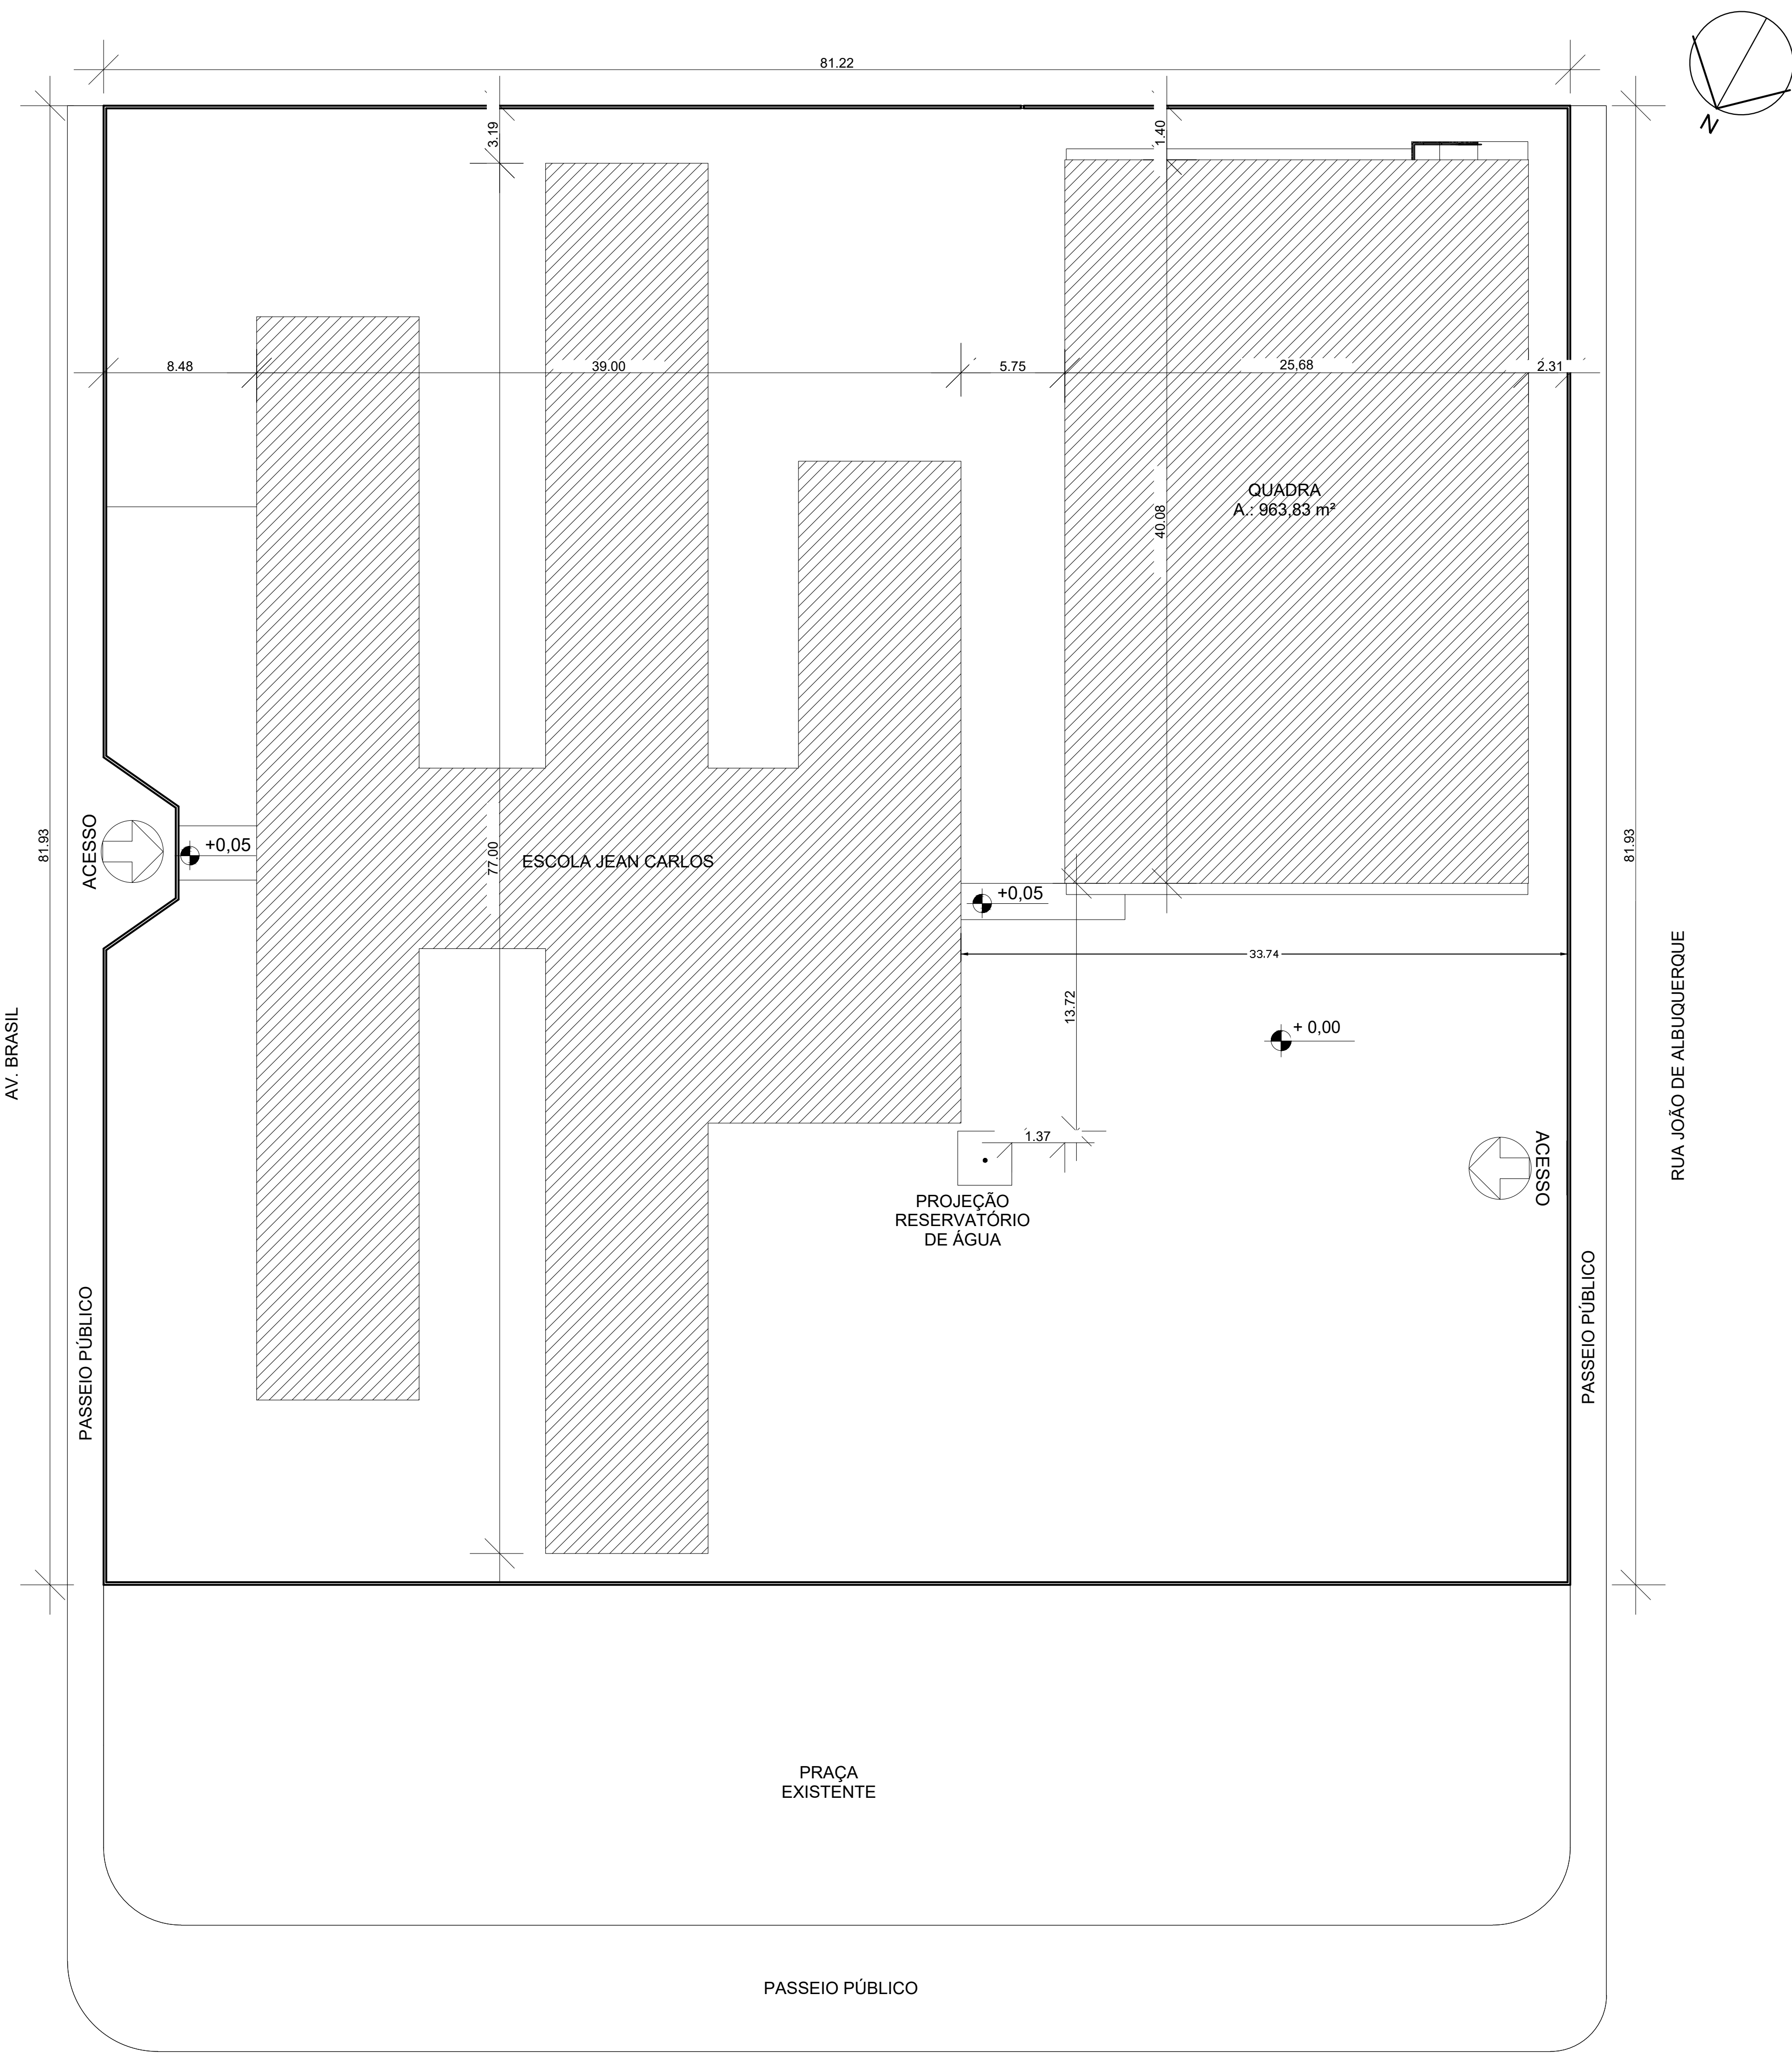 81.22
N
3.19
1.40
8.48
39.00
5.75
25,68
2.31
QUADRA
A.: 963,83 m²
40.08
ACESSO
+0,05
81.93
77.00
ESCOLA JEAN CARLOS
+0,05
81.93
33.74
13.72
+ 0,00
AV. BRASIL
RUA JOÃO DE ALBUQUERQUE
1.37
ACESSO
PROJEÇÃO
RESERVATÓRIO
DE ÁGUA
PASSEIO PÚBLICO
PASSEIO PÚBLICO
PRAÇA
EXISTENTE
PASSEIO PÚBLICO